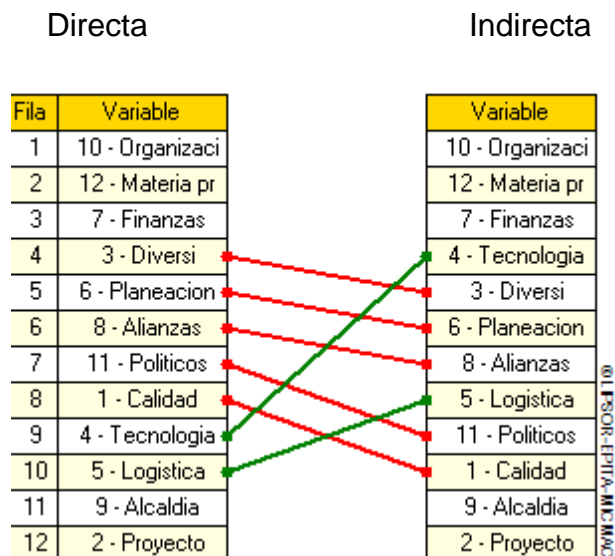 Directa Indirecta
Fila Variable Variable
1 10 - Organizaci 10 - Organizaci
2 12 - Materia pr 12 - Materia pr
3 7 - Finanzas 7 - Finanzas
4 3 - Diversi 4 - Tecnologia
5 6 - Planeacion 3 - Diversi
6 8 - Alianzas 6 - Planeacion
7 11 - Politicos 8 - Alianzas
8 1 - Calidad 5 - Logistica
9 4 - Tecnologia 11 - Politicos
10 5 - Logistica 1 - Calidad
11 9 - Alcaldia 9 - Alcaldia
12 2 - Proyecto 2 - Proyecto
© LIPSOR-EPITA-MICMAC